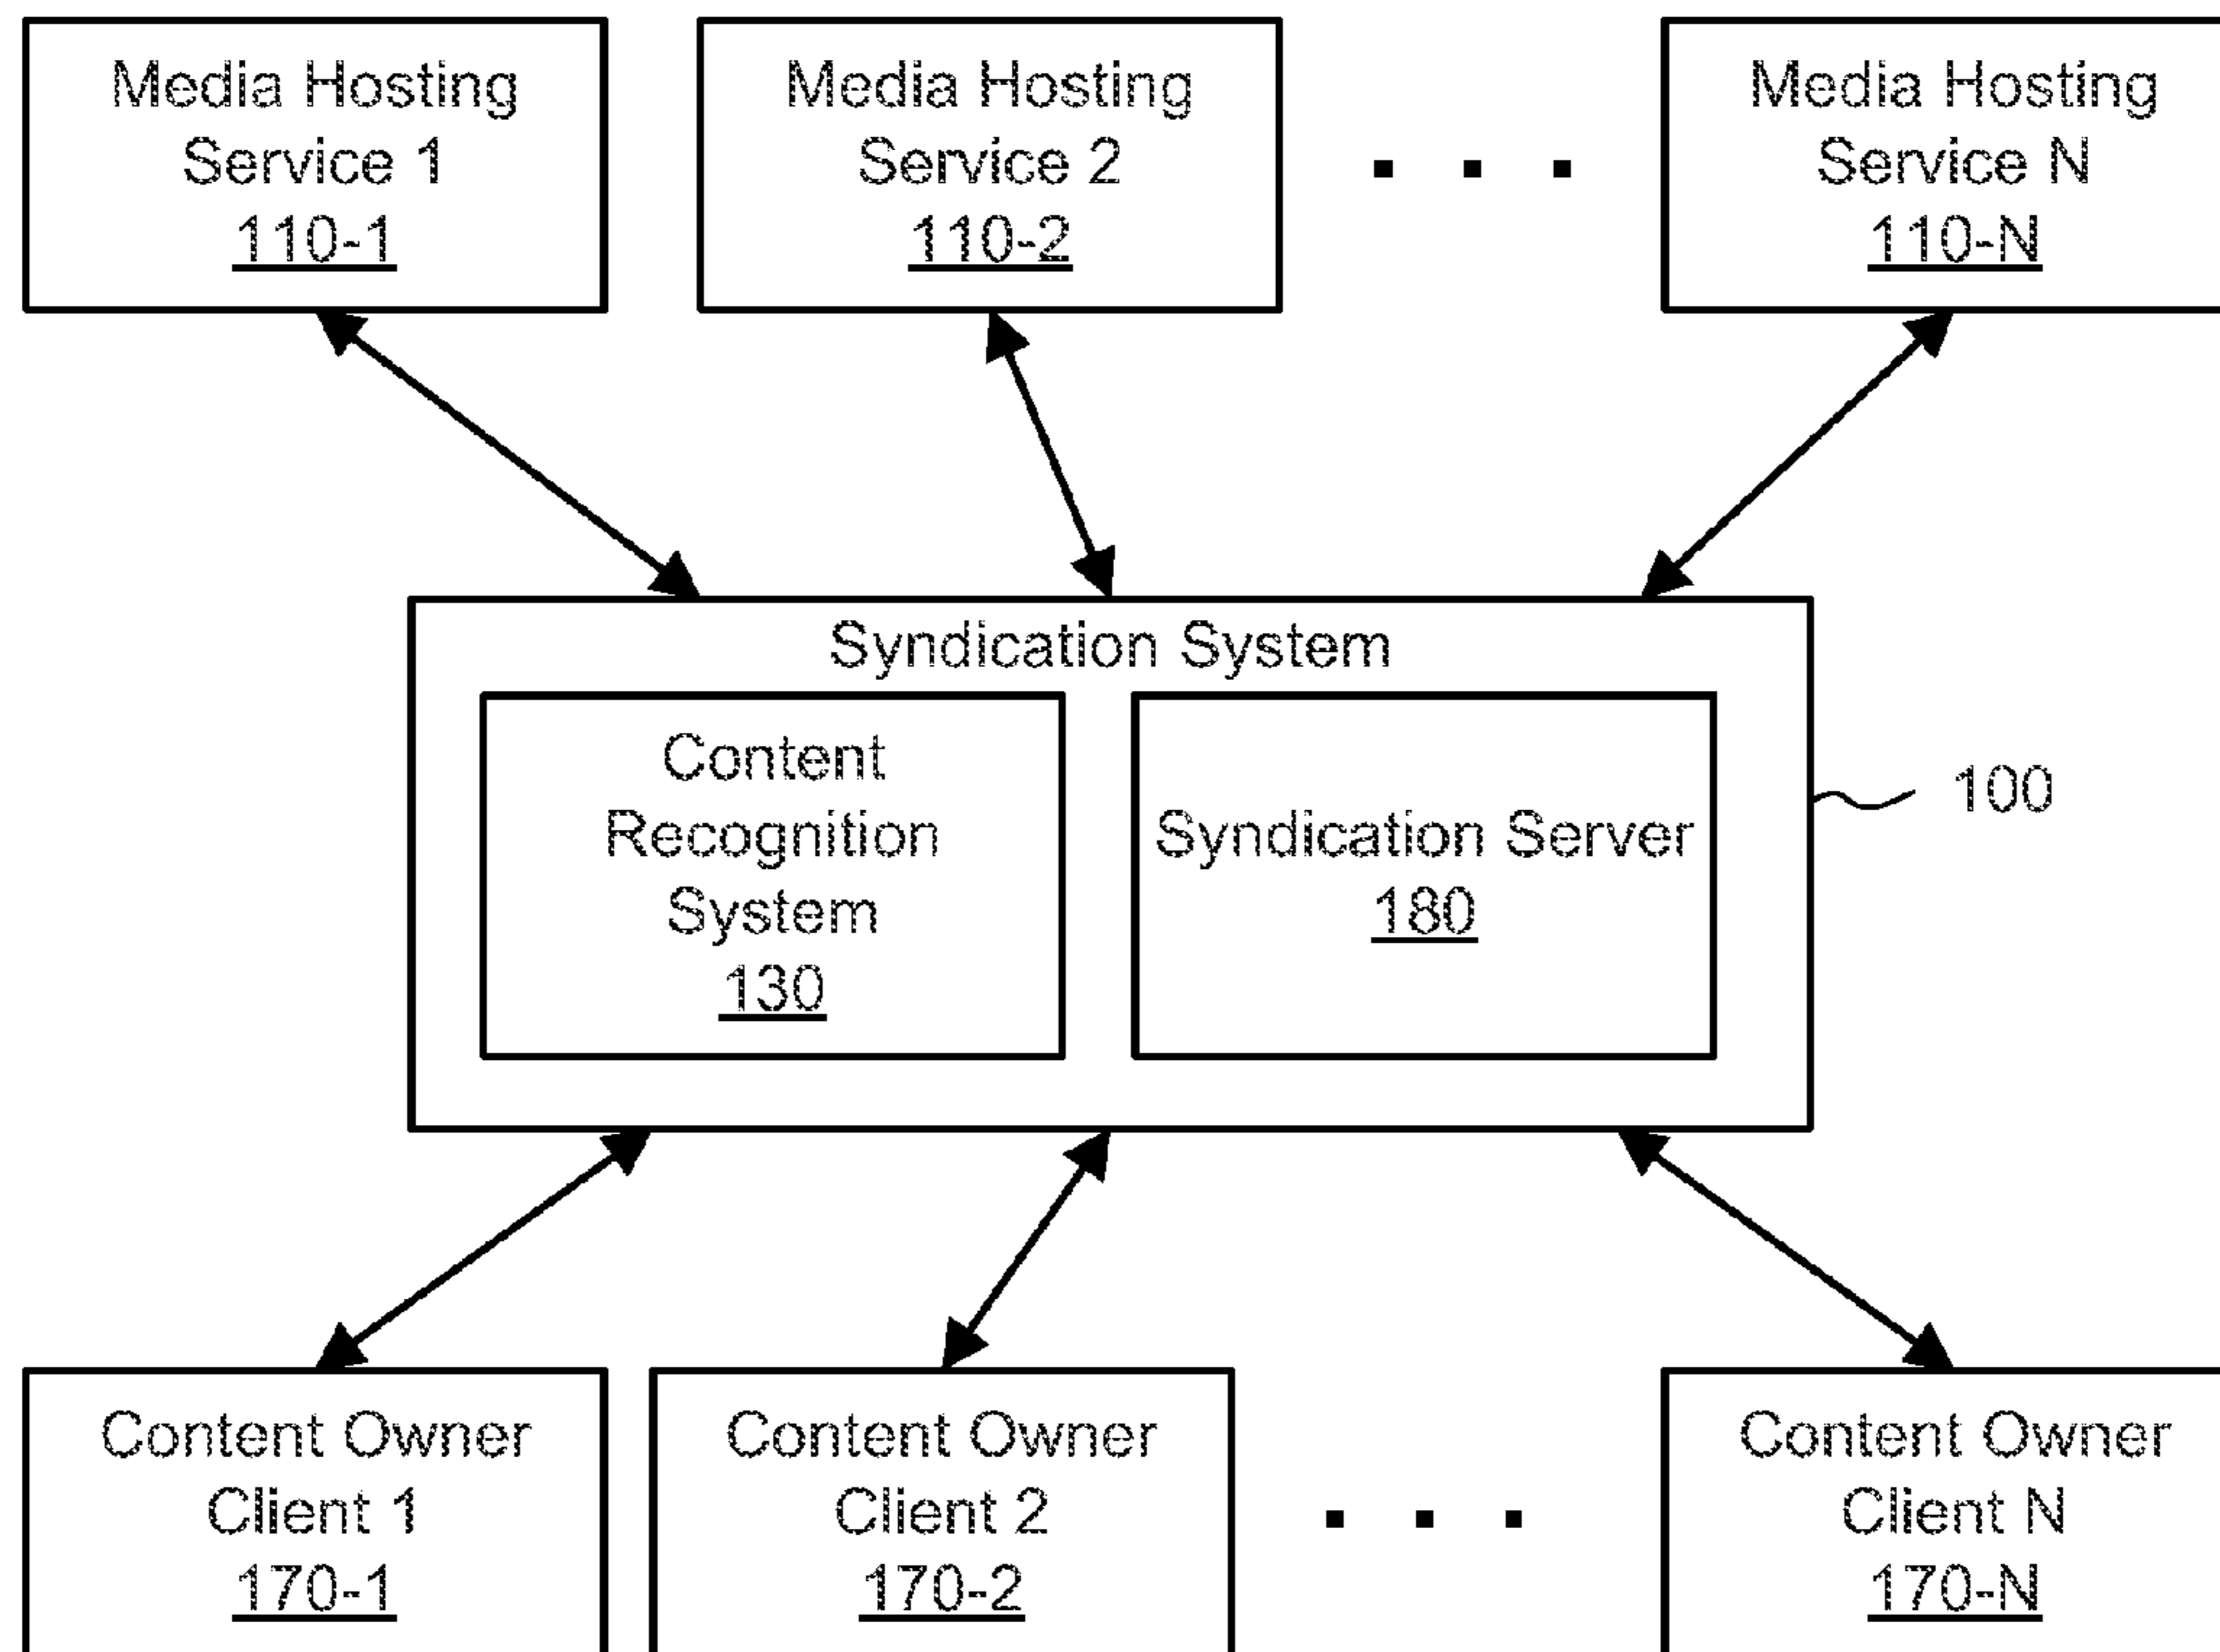 Media Hosting
Service 1
110-1
Media Hosting
Service 2
110-2
. . .
Media Hosting
Service N
110-N
Syndication System
Content
Recognition
System
130
Syndication Server
180
100
Content Owner
Client 1
170-1
Content Owner
Client 2
170-2
. . .
Content Owner
Client N
170-N